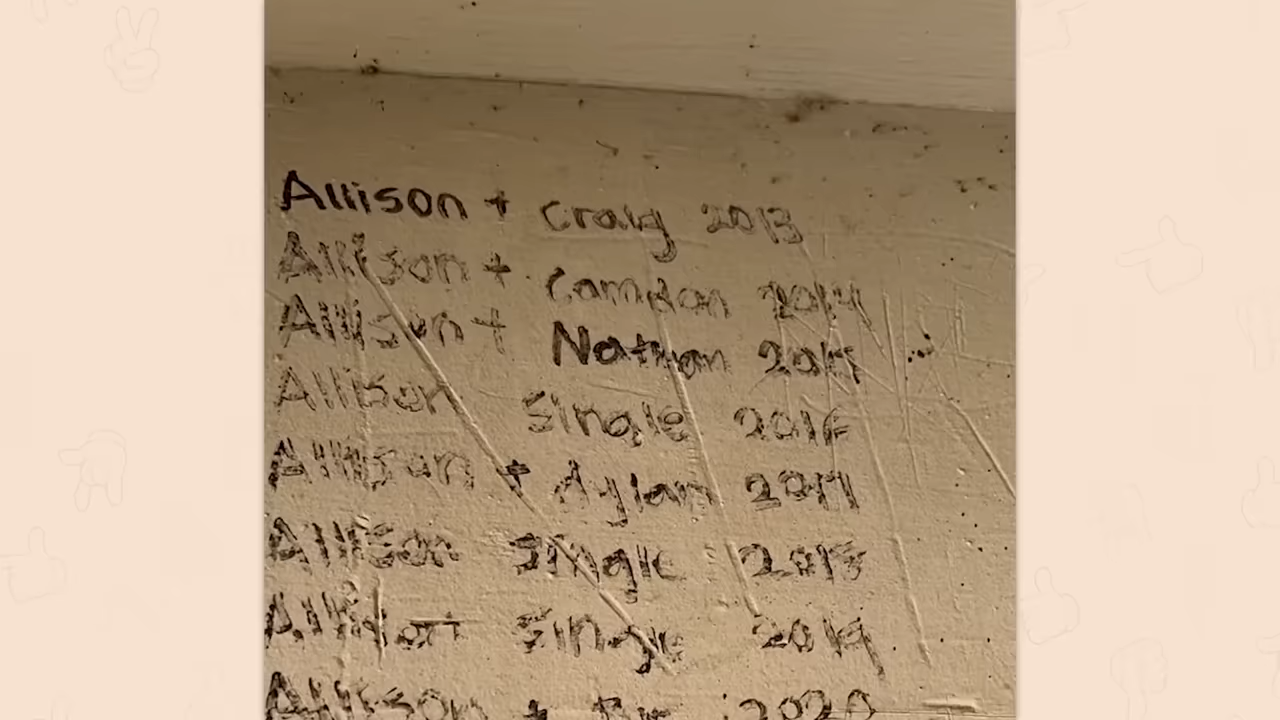 Allison + Craig 2013
Allison + Camdon 2014
Allison + Nathan 2015
Allison Single 2016
Allison + Dylan 2017
Allison Single 2018
Allison Single 2019
Allison + 2020